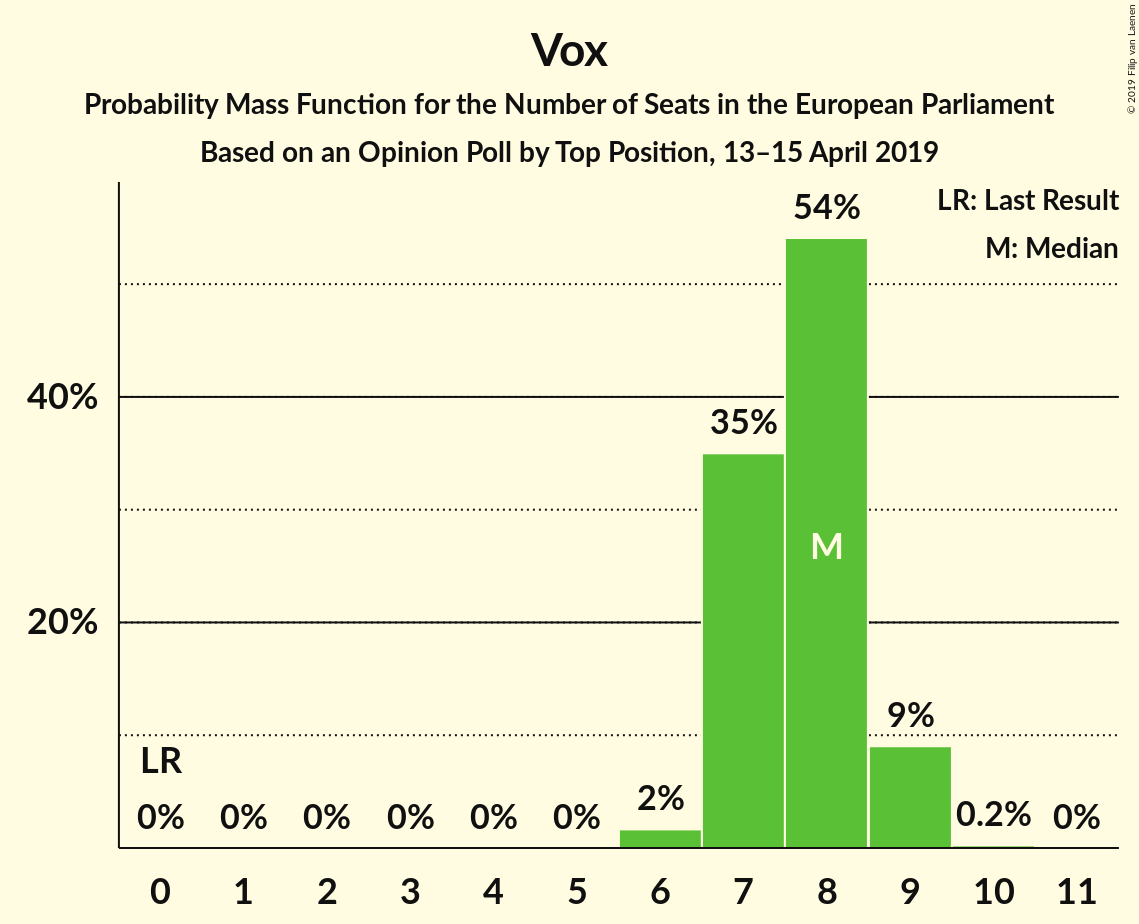 Vox
Probability Mass Function for the Number of Seats in the European Parliament
Based on an Opinion Poll by Top Position, 13–15 April 2019
© 2019 Filip van Laenen
LR: Last Result
M: Median
54%
40%
35%
M
20%
9%
LR
0% 0% 0% 0% 0% 0% 2% 0.2% 0%
0 1 2 3 4 5 6 7 8 9 10 11